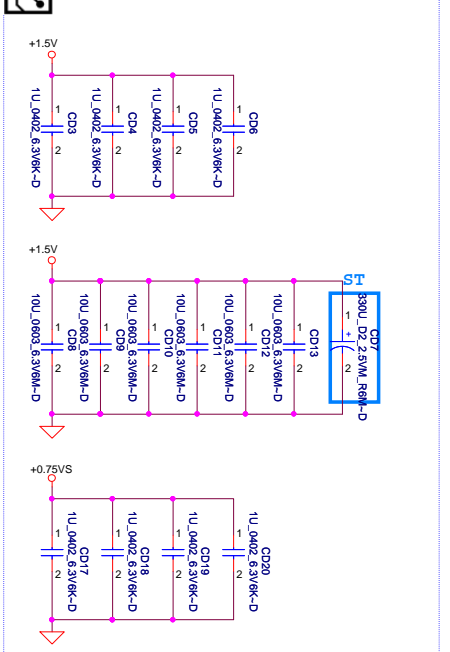 +1.5V
1U_0402_6.3V6K~D
CD3
1
2
1U_0402_6.3V6K~D
CD4
1
2
1U_0402_6.3V6K~D
CD5
1
2
1U_0402_6.3V6K~D
CD6
1
2
+1.5V
10U_0603_6.3V6M~D
CD8
1
2
10U_0603_6.3V6M~D
CD9
1
2
10U_0603_6.3V6M~D
CD10
1
2
10U_0603_6.3V6M~D
CD11
1
2
10U_0603_6.3V6M~D
CD12
1
2
10U_0603_6.3V6M~D
CD13
1
2
ST
330U_D2_2.5VM_R6M~D
CD7
1
+
2
+0.75VS
1U_0402_6.3V6K~D
CD17
1
2
1U_0402_6.3V6K~D
CD18
1
2
1U_0402_6.3V6K~D
CD19
1
2
1U_0402_6.3V6K~D
CD20
1
2